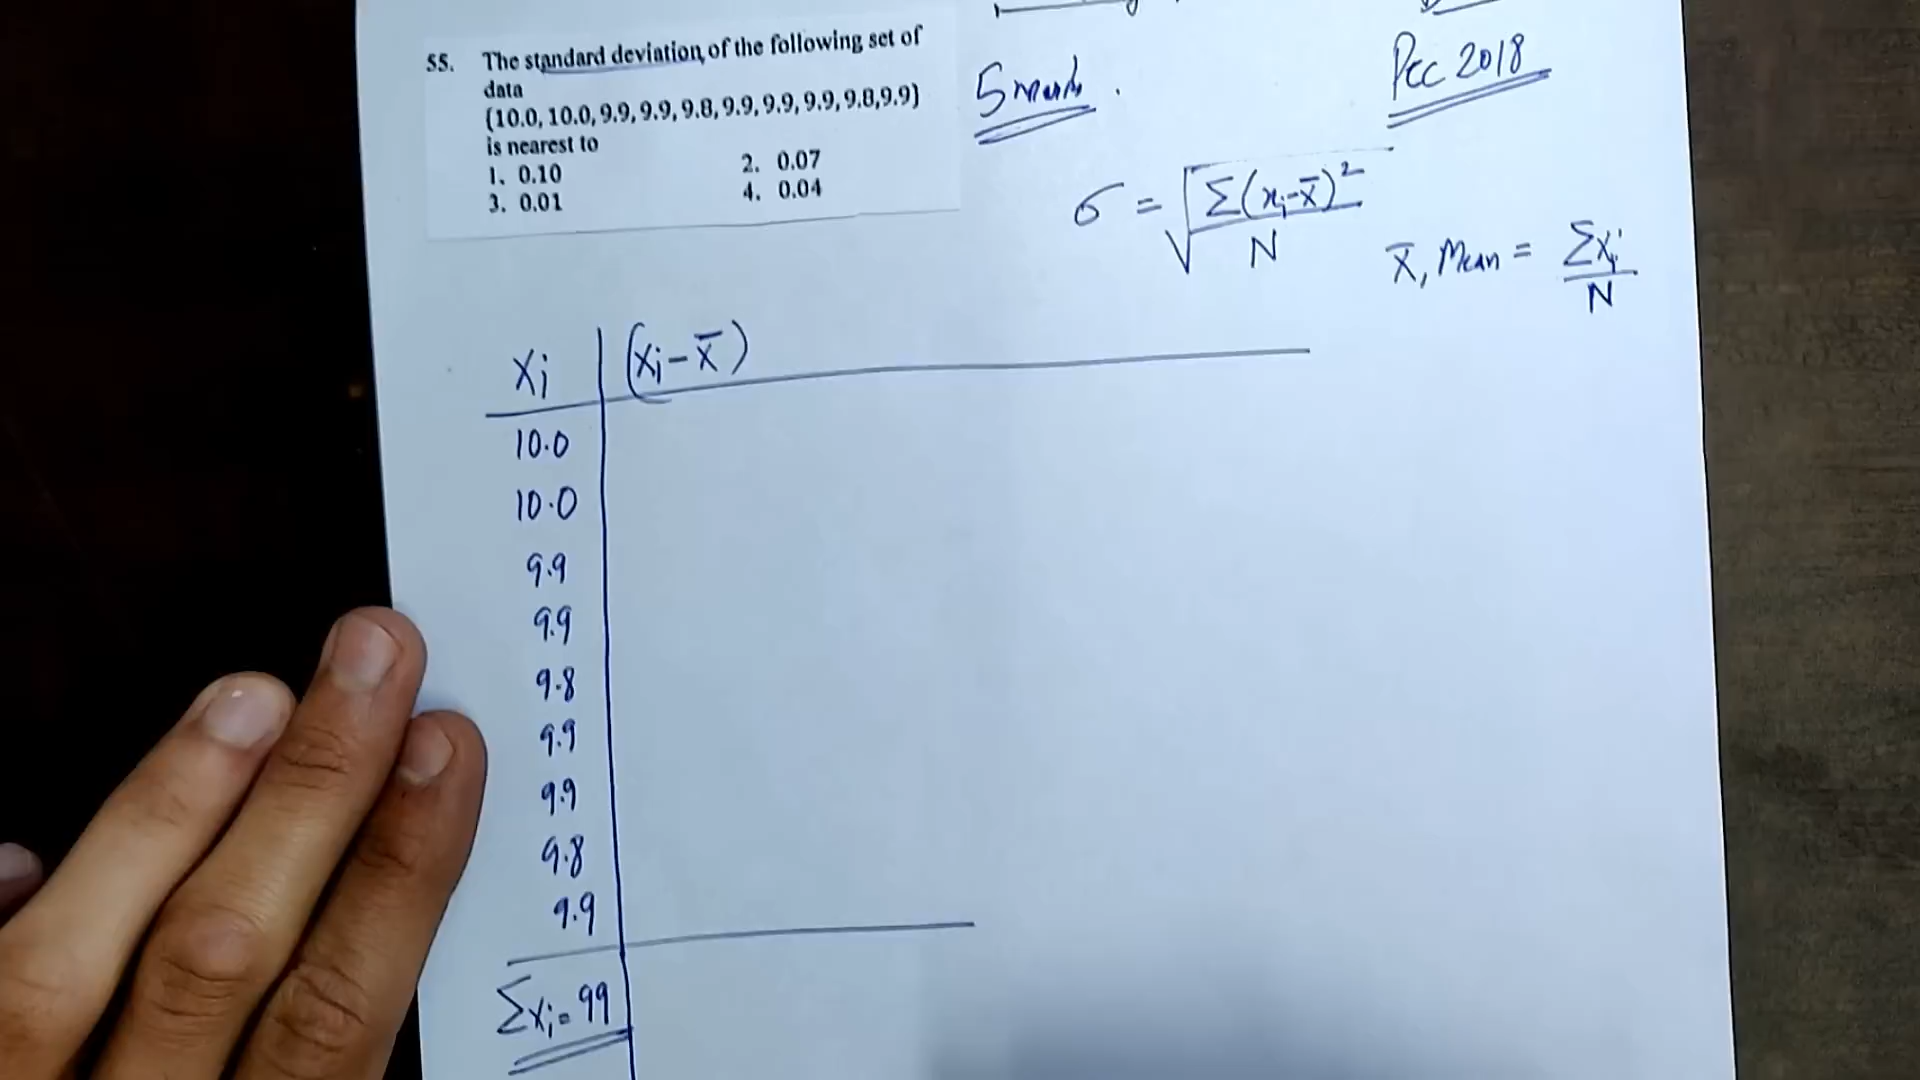 55. The standard deviation of the following set of
data
{10.0, 10.0, 9.9, 9.9, 9.8, 9.9, 9.9, 9.9, 9.8,9.9}
is nearest to
1. 0.10 2. 0.07
3. 0.01 4. 0.04
5 Mark.
2018
σ = √Σ(xi-x̄)²/N
x̄, Mean = Σxi/N
xi (xi-x̄)
10.0
10.0
9.9
9.9
9.8
9.9
9.9
9.8
9.9
Σxi = 99